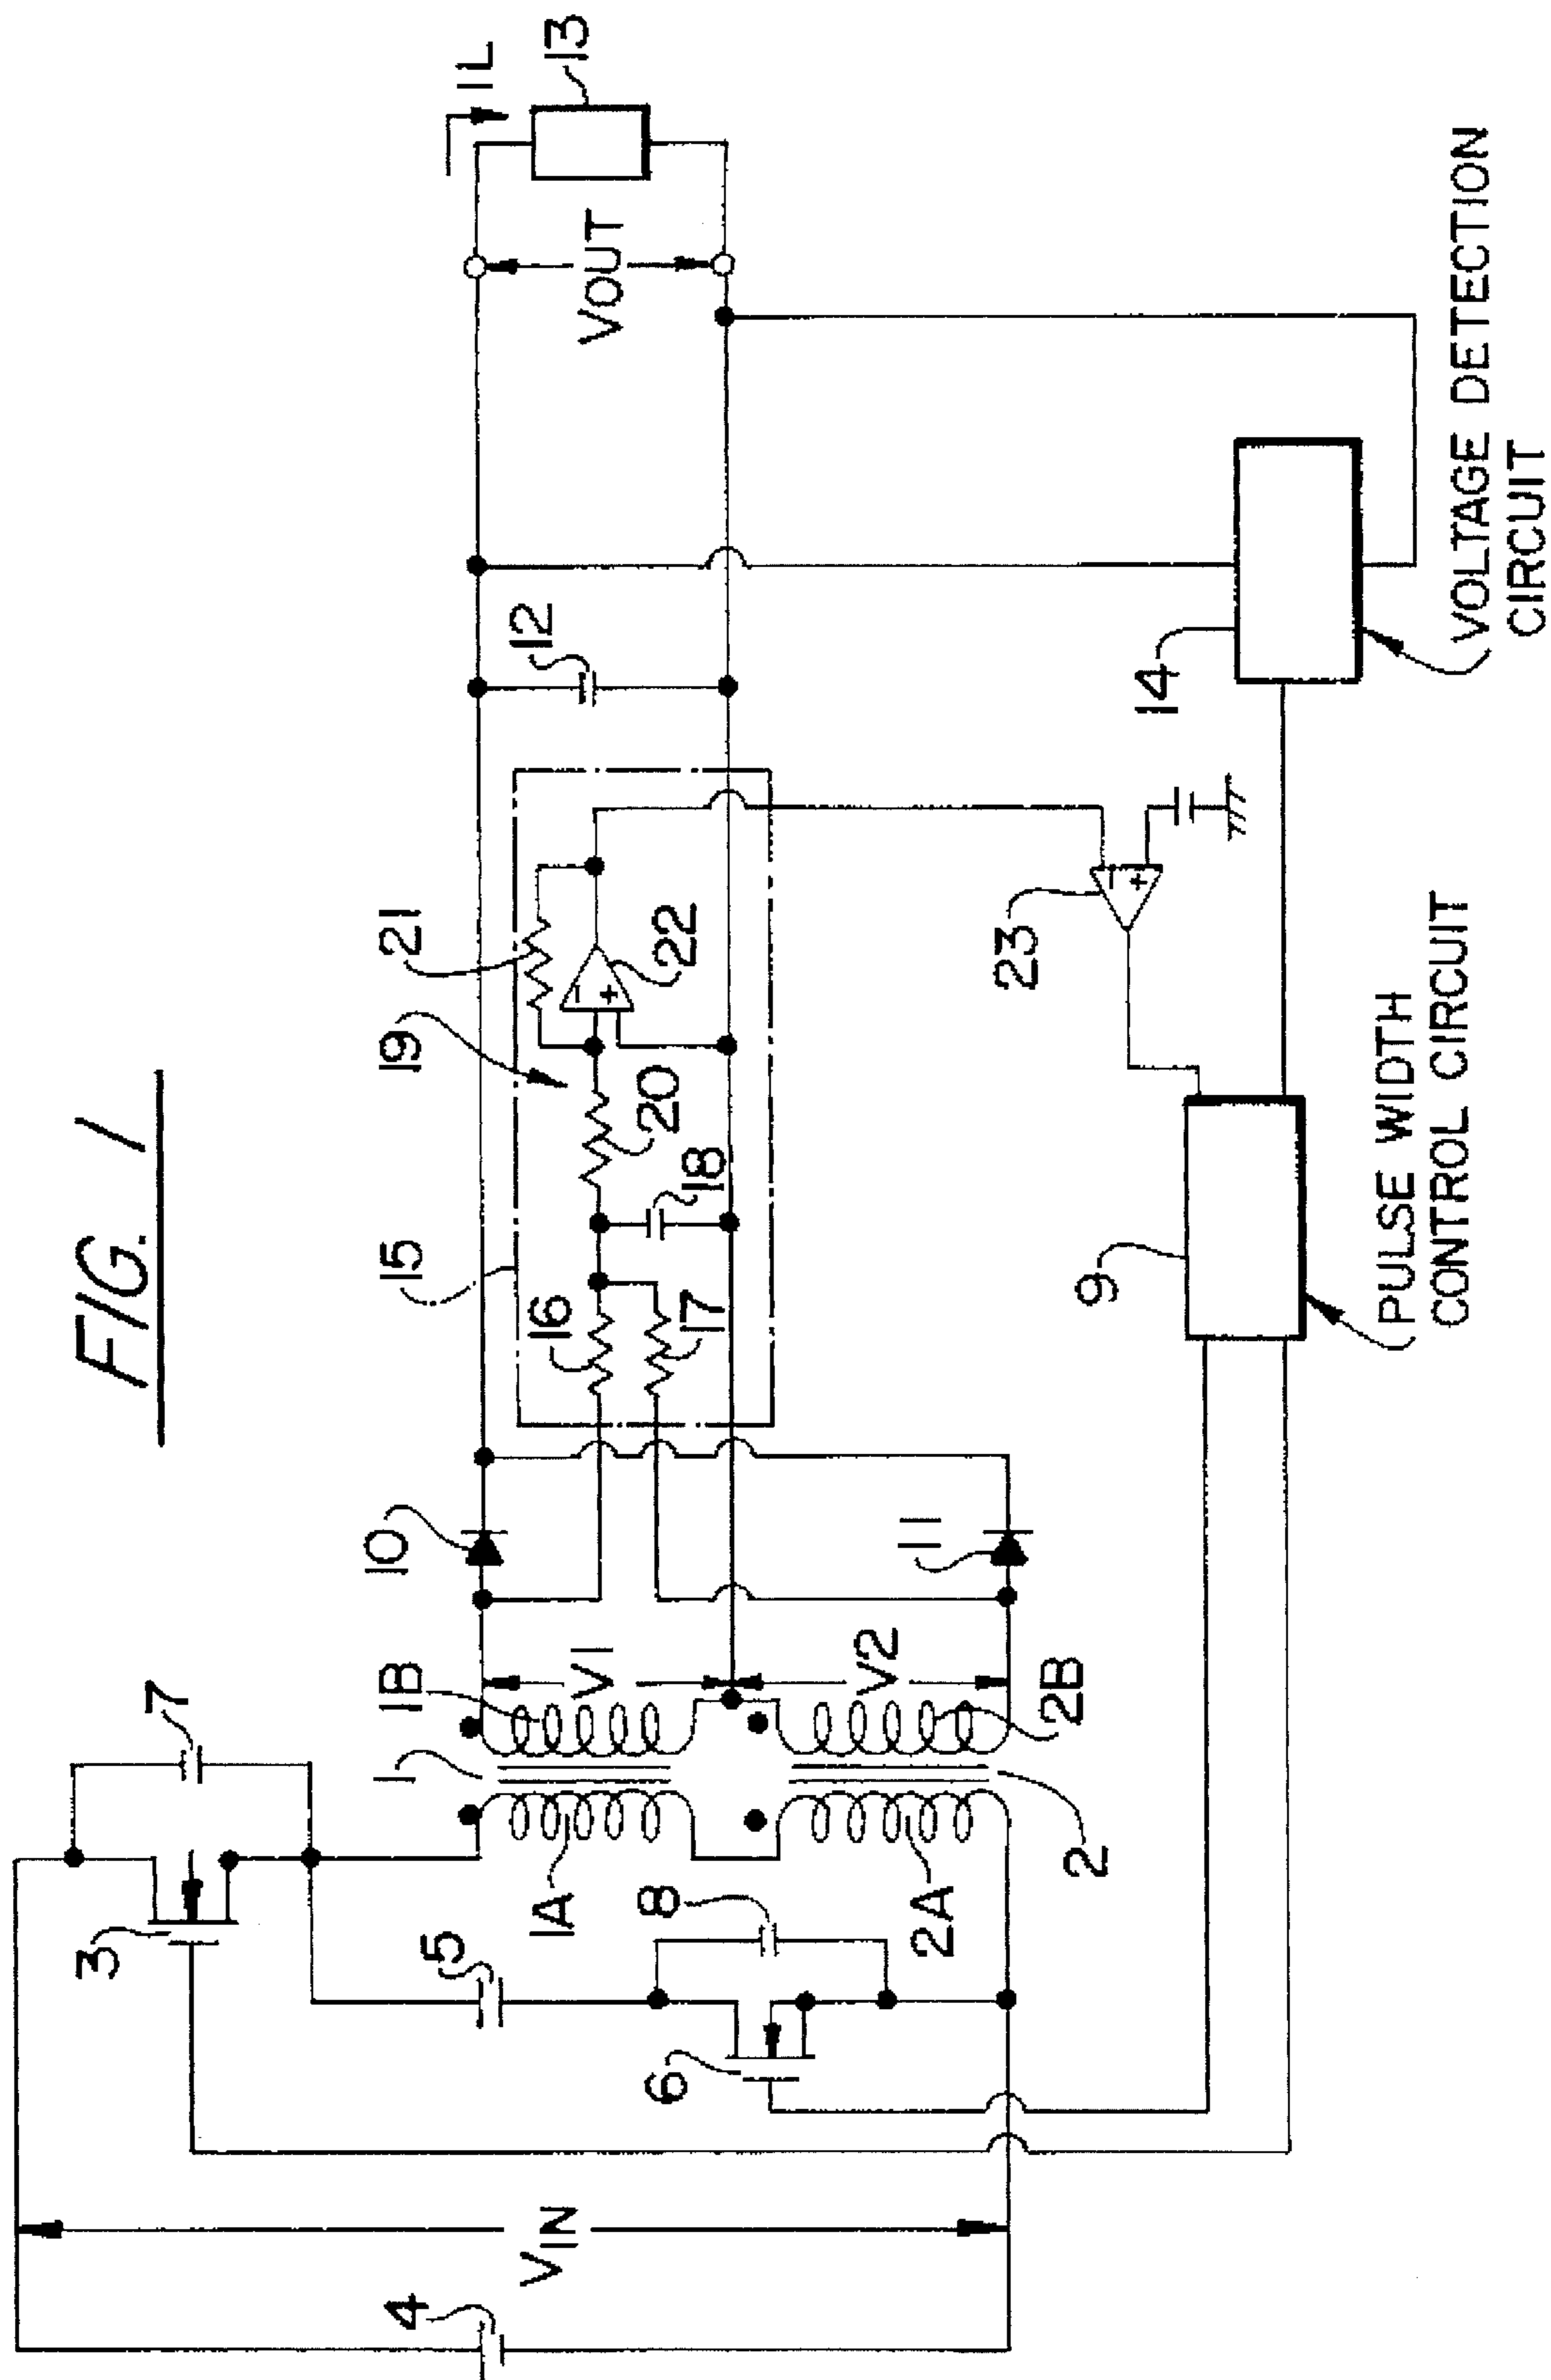 FIG. 1
7
3
5
1
1A
1B
V1
10
8
6
2A
2
2B
V2
11
VIN
4
15
16
17
18
19
20
21
22
12
VOUT
1L
13
23
14
9
PULSE WIDTH
CONTROL CIRCUIT
VOLTAGE DETECTION
CIRCUIT